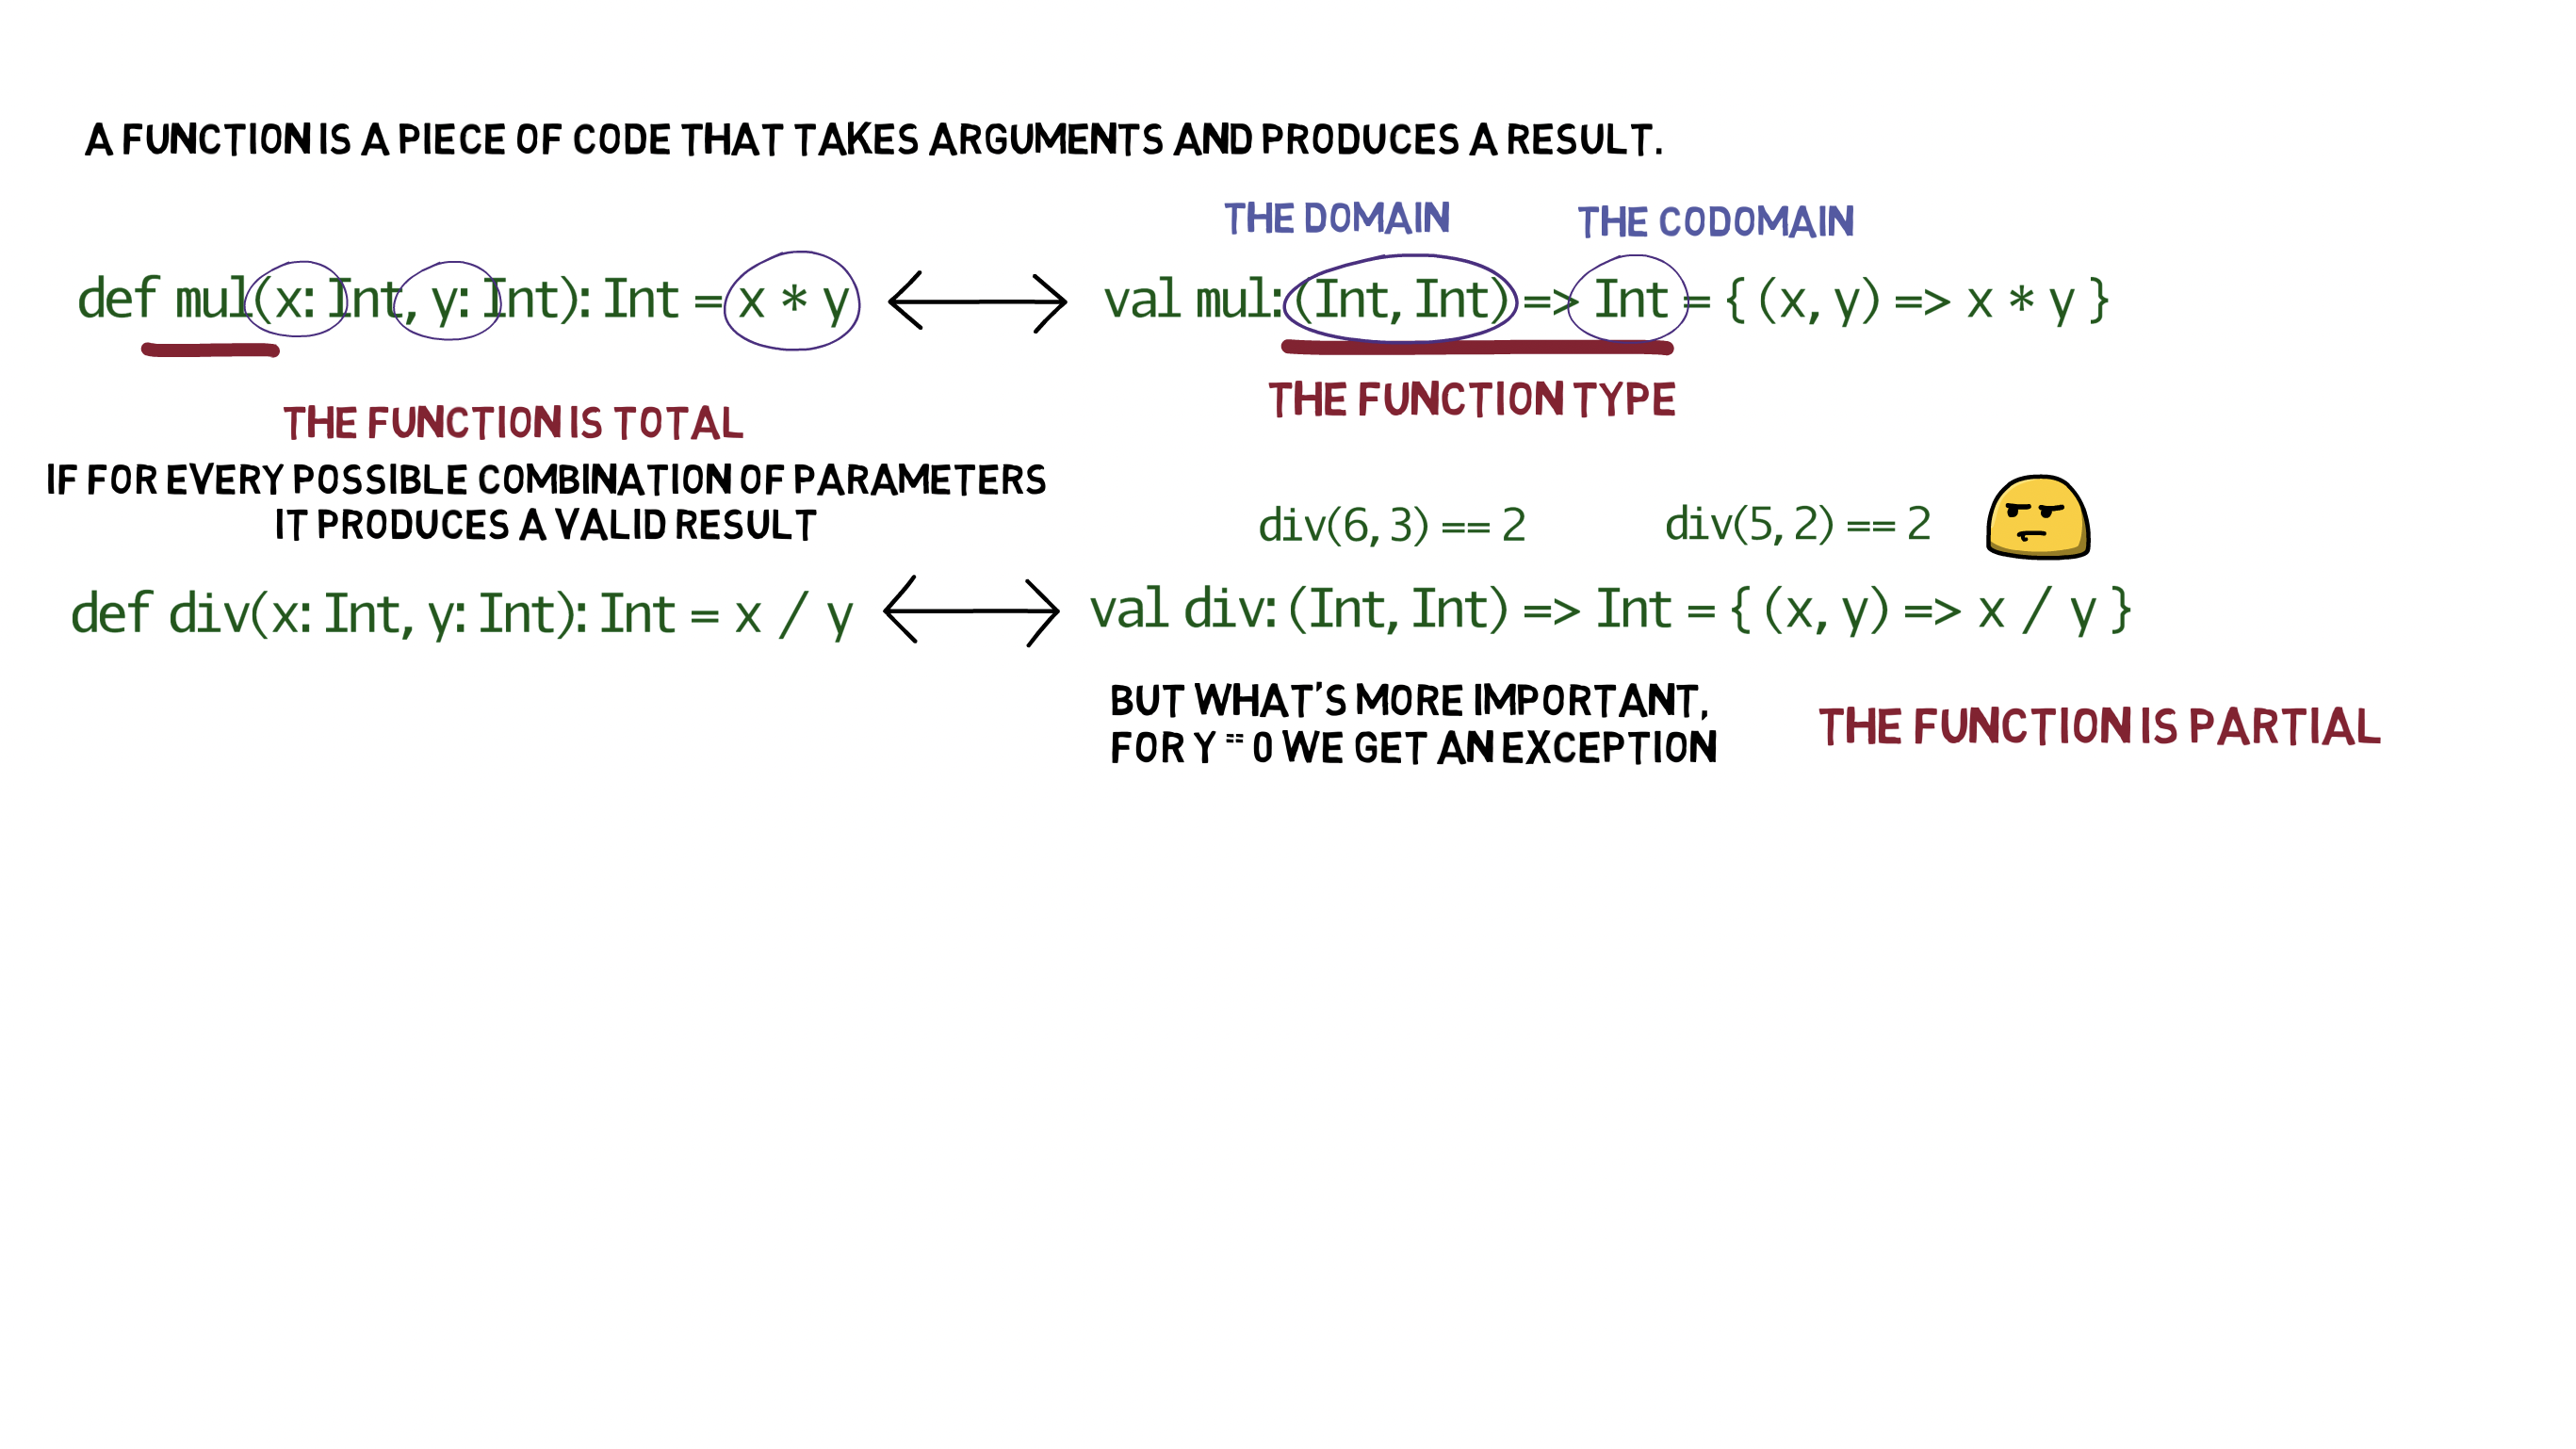 A FUNCTION IS A PIECE OF CODE THAT TAKES ARGUMENTS AND PRODUCES A RESULT.
THE DOMAIN
THE CODOMAIN
def mul(x: Int, y: Int): Int = x * y
val mul: (Int, Int) => Int = { (x, y) => x * y }
THE FUNCTION TYPE
THE FUNCTION IS TOTAL
IF FOR EVERY POSSIBLE COMBINATION OF PARAMETERS
IT PRODUCES A VALID RESULT
div(6, 3) == 2
div(5, 2) == 2
def div(x: Int, y: Int): Int = x / y
val div: (Int, Int) => Int = { (x, y) => x / y }
BUT WHAT'S MORE IMPORTANT,
FOR Y == 0 WE GET AN EXCEPTION
THE FUNCTION IS PARTIAL